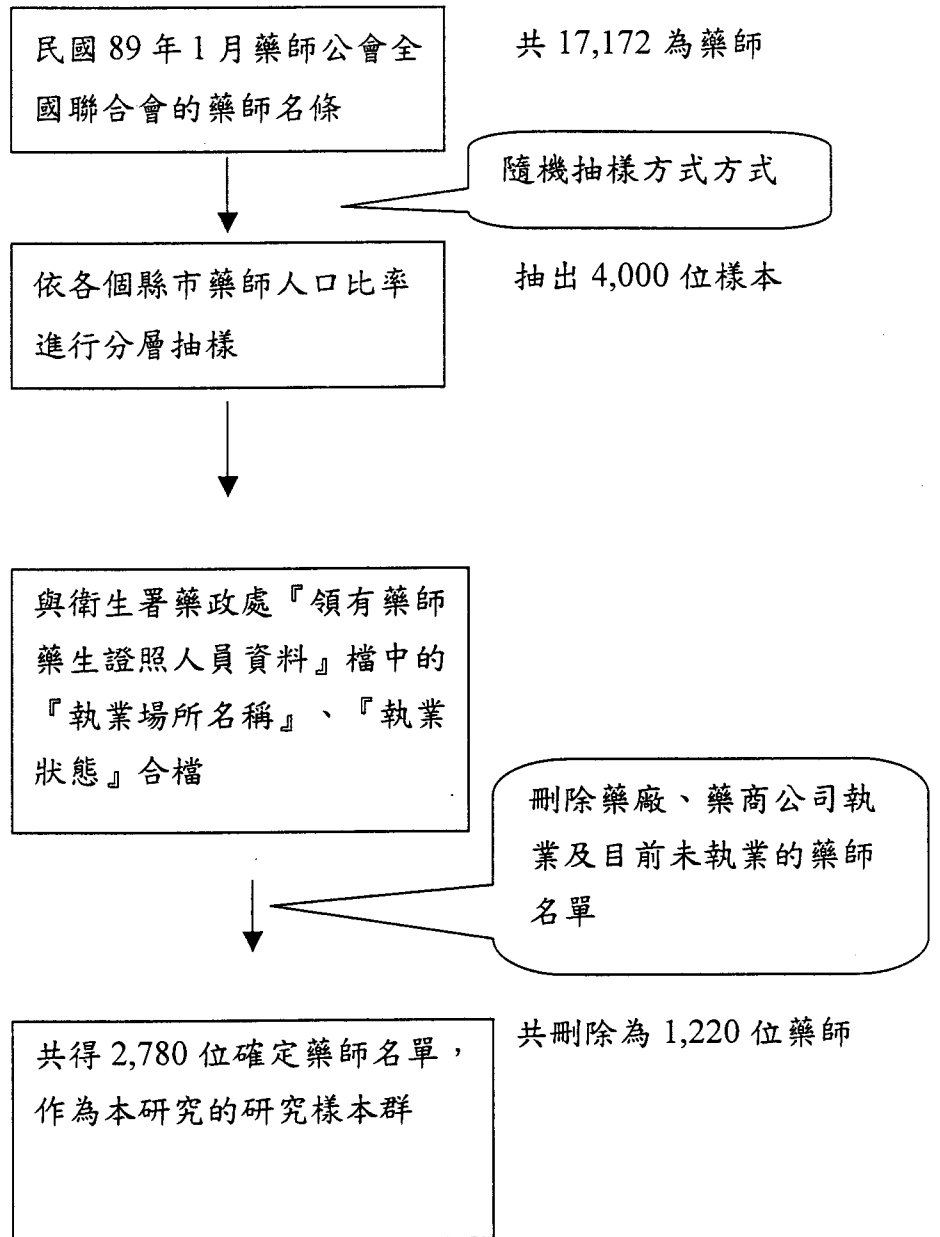 民國 89 年 1 月藥師公會全
國聯合會的藥師名條
共 17,172 為藥師
隨機抽樣方式方式
依各個縣市藥師人口比率
進行分層抽樣
抽出 4,000 位樣本
與衛生署藥政處『領有藥師
藥生證照人員資料』檔中的
『執業場所名稱』、『執業
狀態』合檔
刪除藥廠、藥商公司執
業及目前未執業的藥師
名單
共得 2,780 位確定藥師名單，
作為本研究的研究樣本群
共刪除為 1,220 位藥師